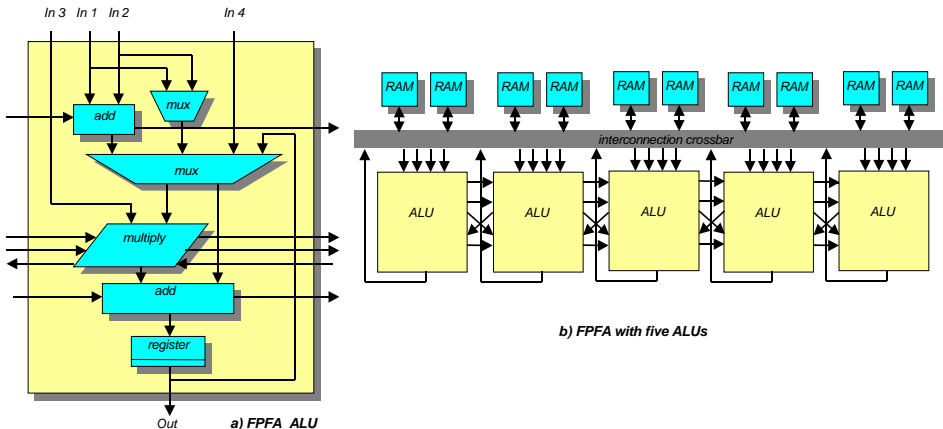 In 3 In 1 In 2 In 4
mux
add
mux
multiply
add
register
Out
a) FPFA ALU
RAM RAM RAM RAM RAM RAM RAM RAM RAM RAM
interconnection crossbar
ALU ALU ALU ALU ALU
b) FPFA with five ALUs